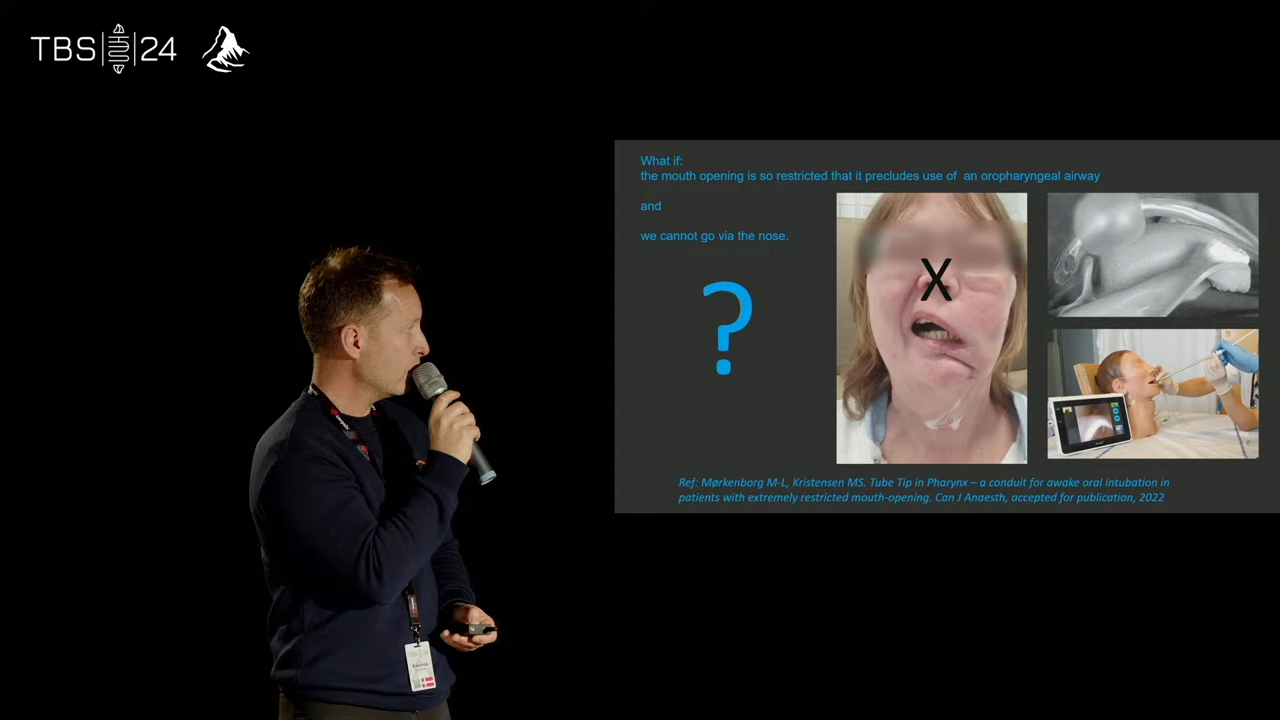 TBS 24
What if:
the mouth opening is so restricted that it precludes use of an oropharyngeal airway
and
we cannot go via the nose.
X
?
Ref: Mørkenborg M-L, Kristensen MS. Tube Tip in Pharynx – a conduit for awake oral intubation in
patients with extremely restricted mouth-opening. Can J Anaesth, accepted for publication, 2022